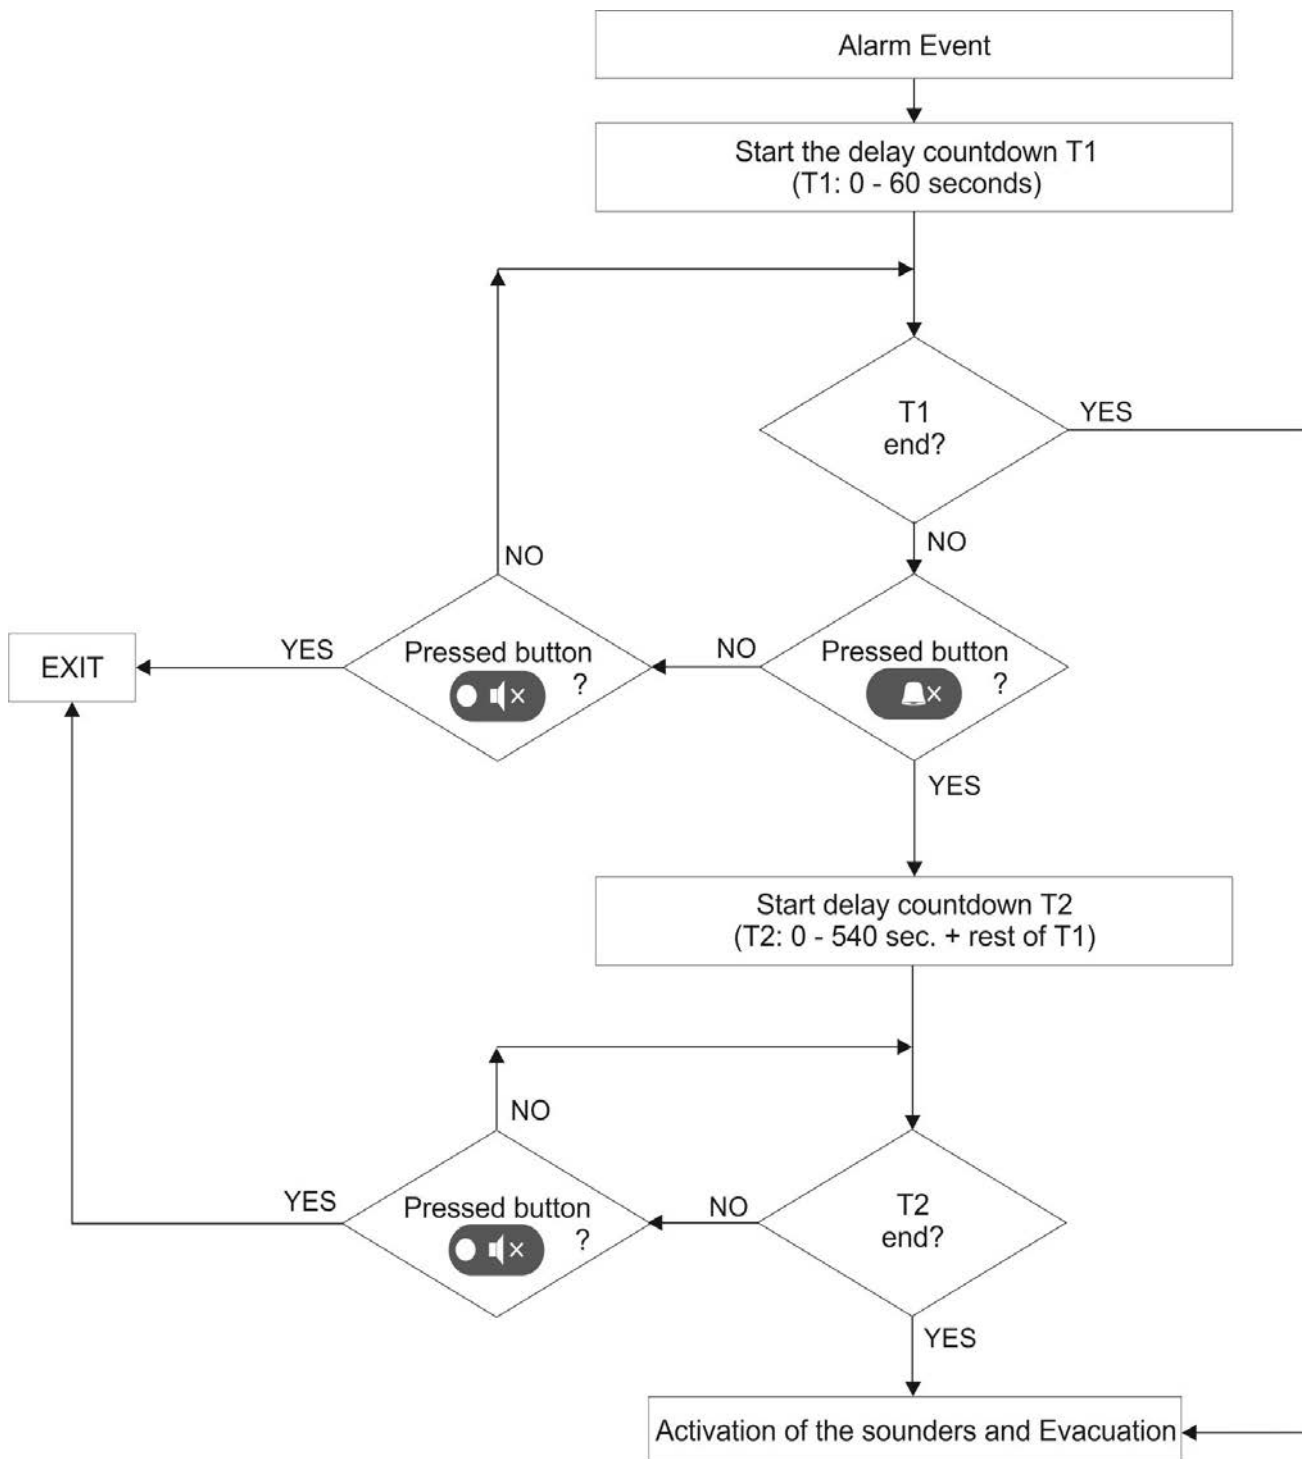 Alarm Event
Start the delay countdown T1
(T1: 0 - 60 seconds)
T1
end?
YES
NO
NO
YES
Pressed button
?
NO
Pressed button
?
EXIT
YES
Start delay countdown T2
(T2: 0 - 540 sec. + rest of T1)
NO
YES
Pressed button
?
NO
T2
end?
YES
Activation of the sounders and Evacuation